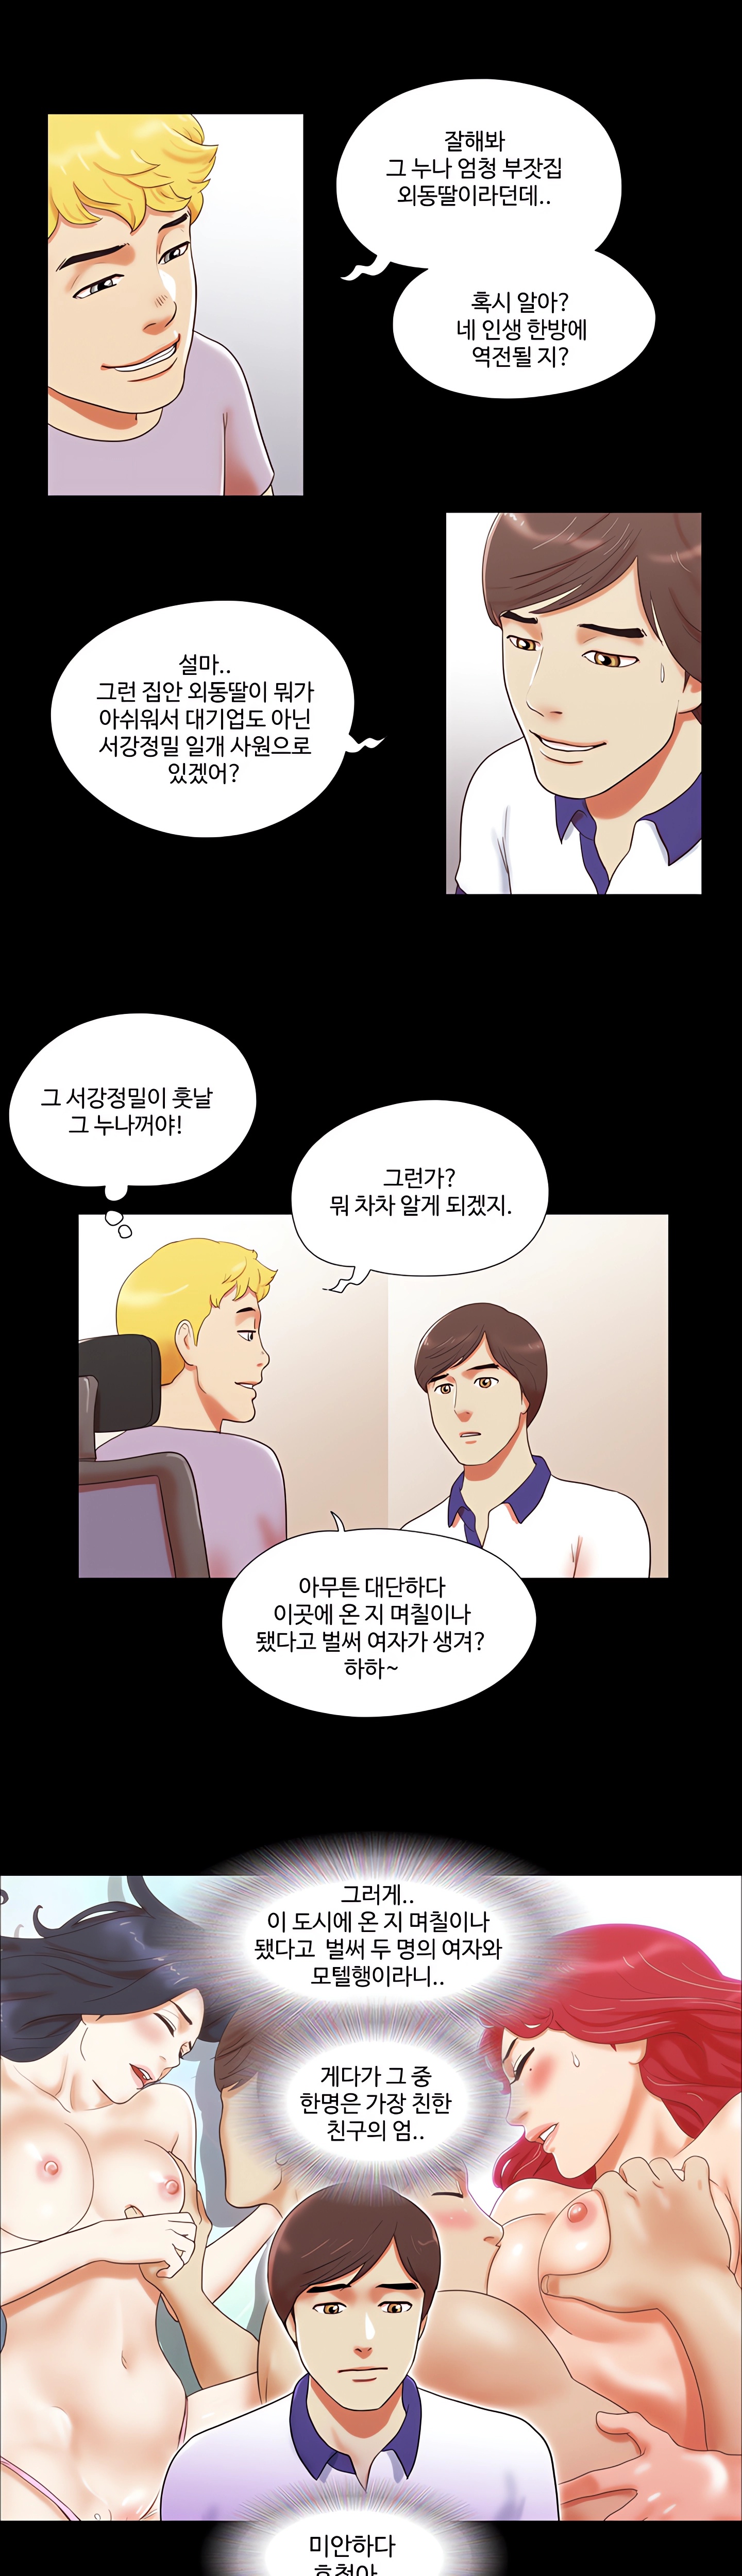 잘해봐
그 누나 엄청 부잣집
외동딸이라던데..
혹시 알아?
네 인생 한방에
역전될 지?
설마..
그런 집안 외동딸이 뭐가
아쉬워서 대기업도 아닌
서강정밀 일개 사원으로
있겠어?
그 서강정밀이 훗날
그 누나꺼야!
그런가?
뭐 차차 알게 되겠지.
아무튼 대단하다
이곳에 온 지 며칠이나
됐다고 벌써 여자가 생겨?
하하~
그러게..
이 도시에 온 지 며칠이나
됐다고 벌써 두 명의 여자와
모텔행이라니..
게다가 그 중
한명은 가장 친한
친구의 엄..
미안하다